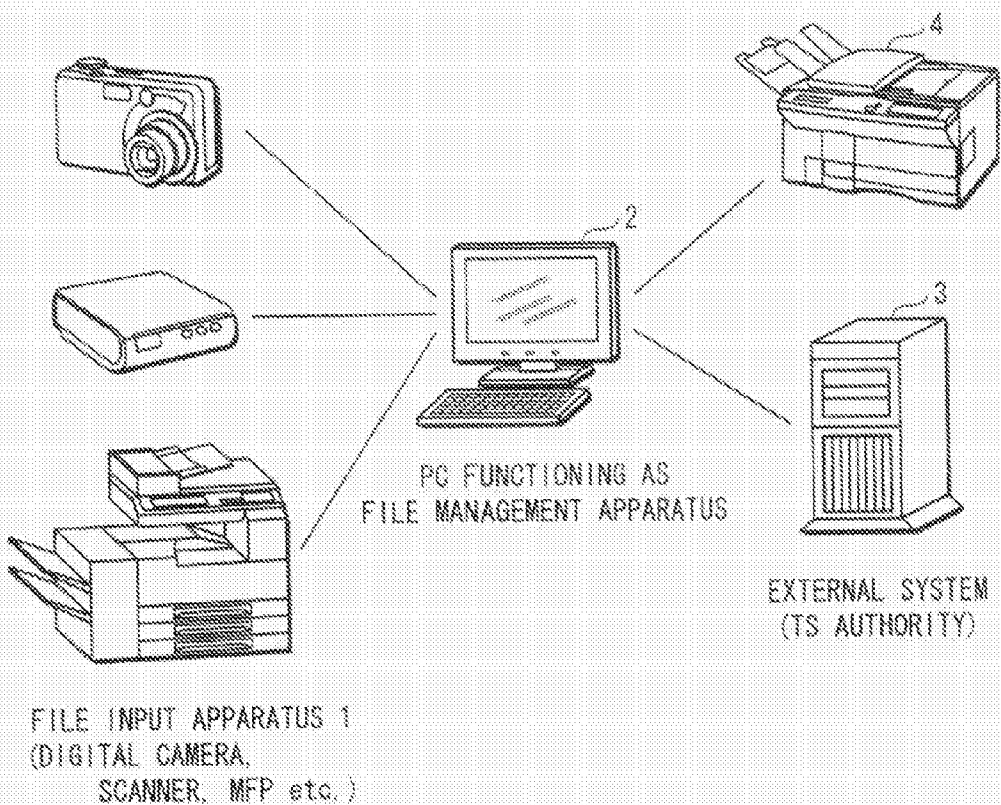 4
2
3
PC FUNCTIONING AS
FILE MANAGEMENT APPARATUS
EXTERNAL SYSTEM
(TS AUTHORITY)
FILE INPUT APPARATUS 1
(DIGITAL CAMERA,
SCANNER, MFP etc.)